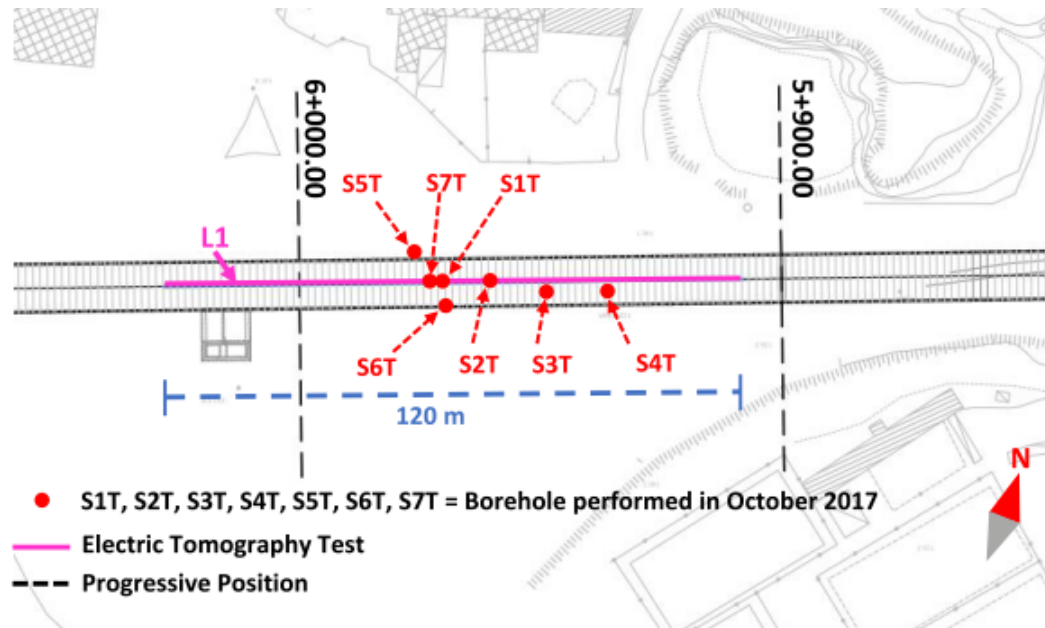 6+000.00
5+900.00
S5T S7T S1T
L1
S6T S2T S3T S4T
120 m
N
S1T, S2T, S3T, S4T, S5T, S6T, S7T = Borehole performed in October 2017
Electric Tomography Test
Progressive Position